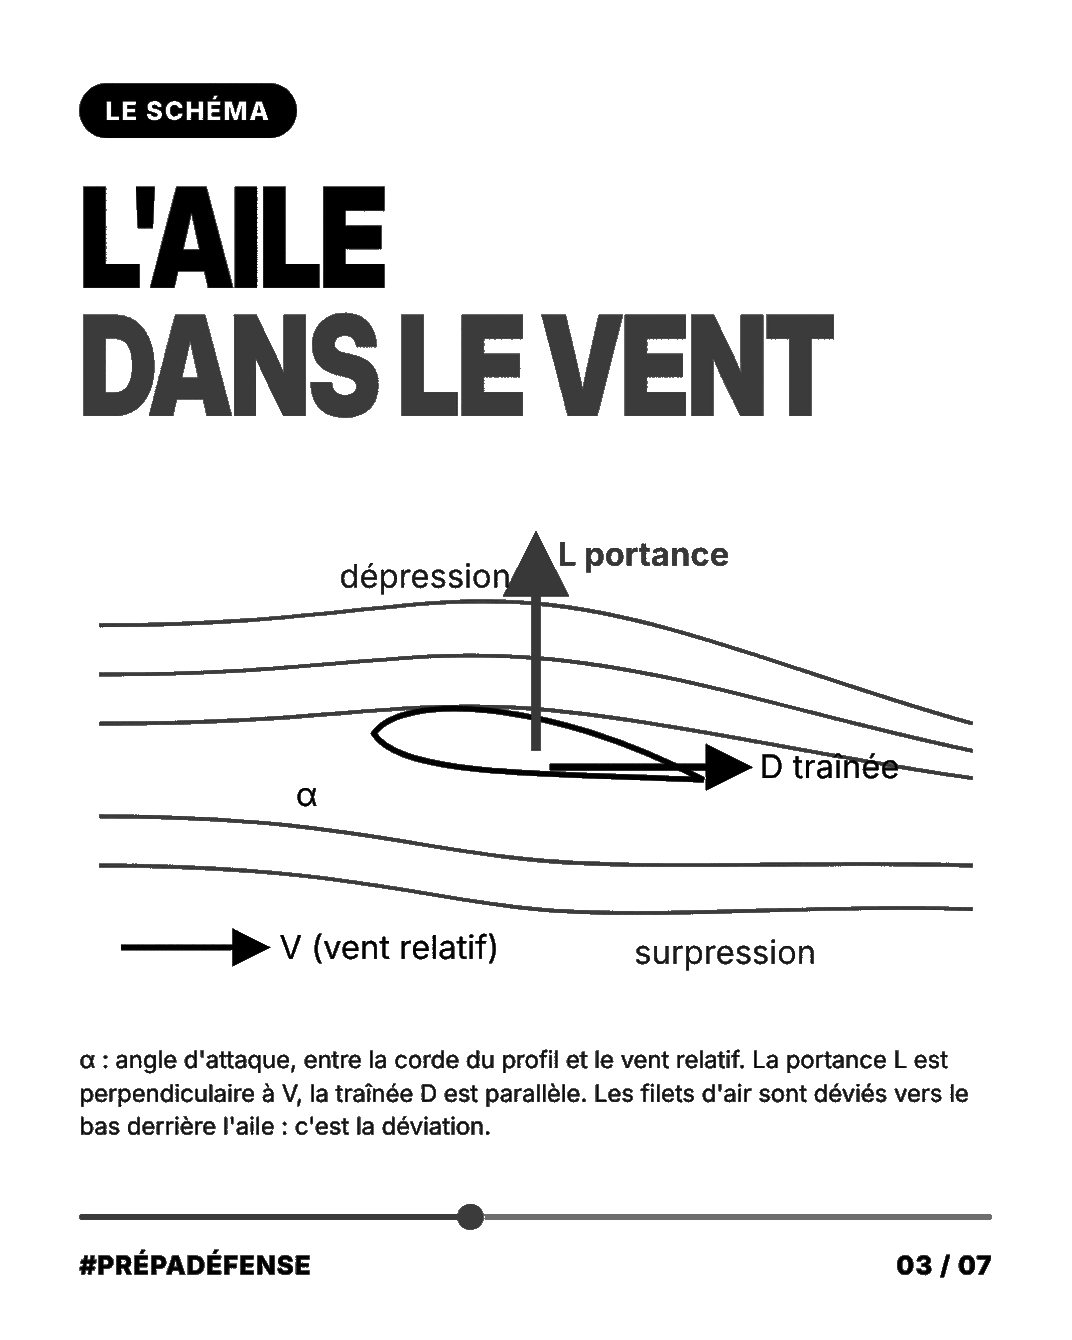 LE SCHÉMA
L'AILE
DANS LE VENT
L portance
dépression
D traînée
α
V (vent relatif)
surpression
α : angle d'attaque, entre la corde du profil et le vent relatif. La portance L est
perpendiculaire à V, la traînée D est parallèle. Les filets d'air sont déviés vers le
bas derrière l'aile : c'est la déviation.
#PRÉPADÉFENSE
03 / 07